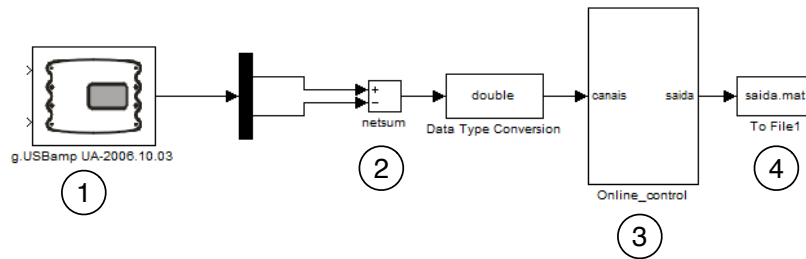 +
−
netsum
double
Data Type Conversion
canais
saida
Online_control
saida.mat
To File1
g.USBamp UA-2006.10.03
1
2
3
4